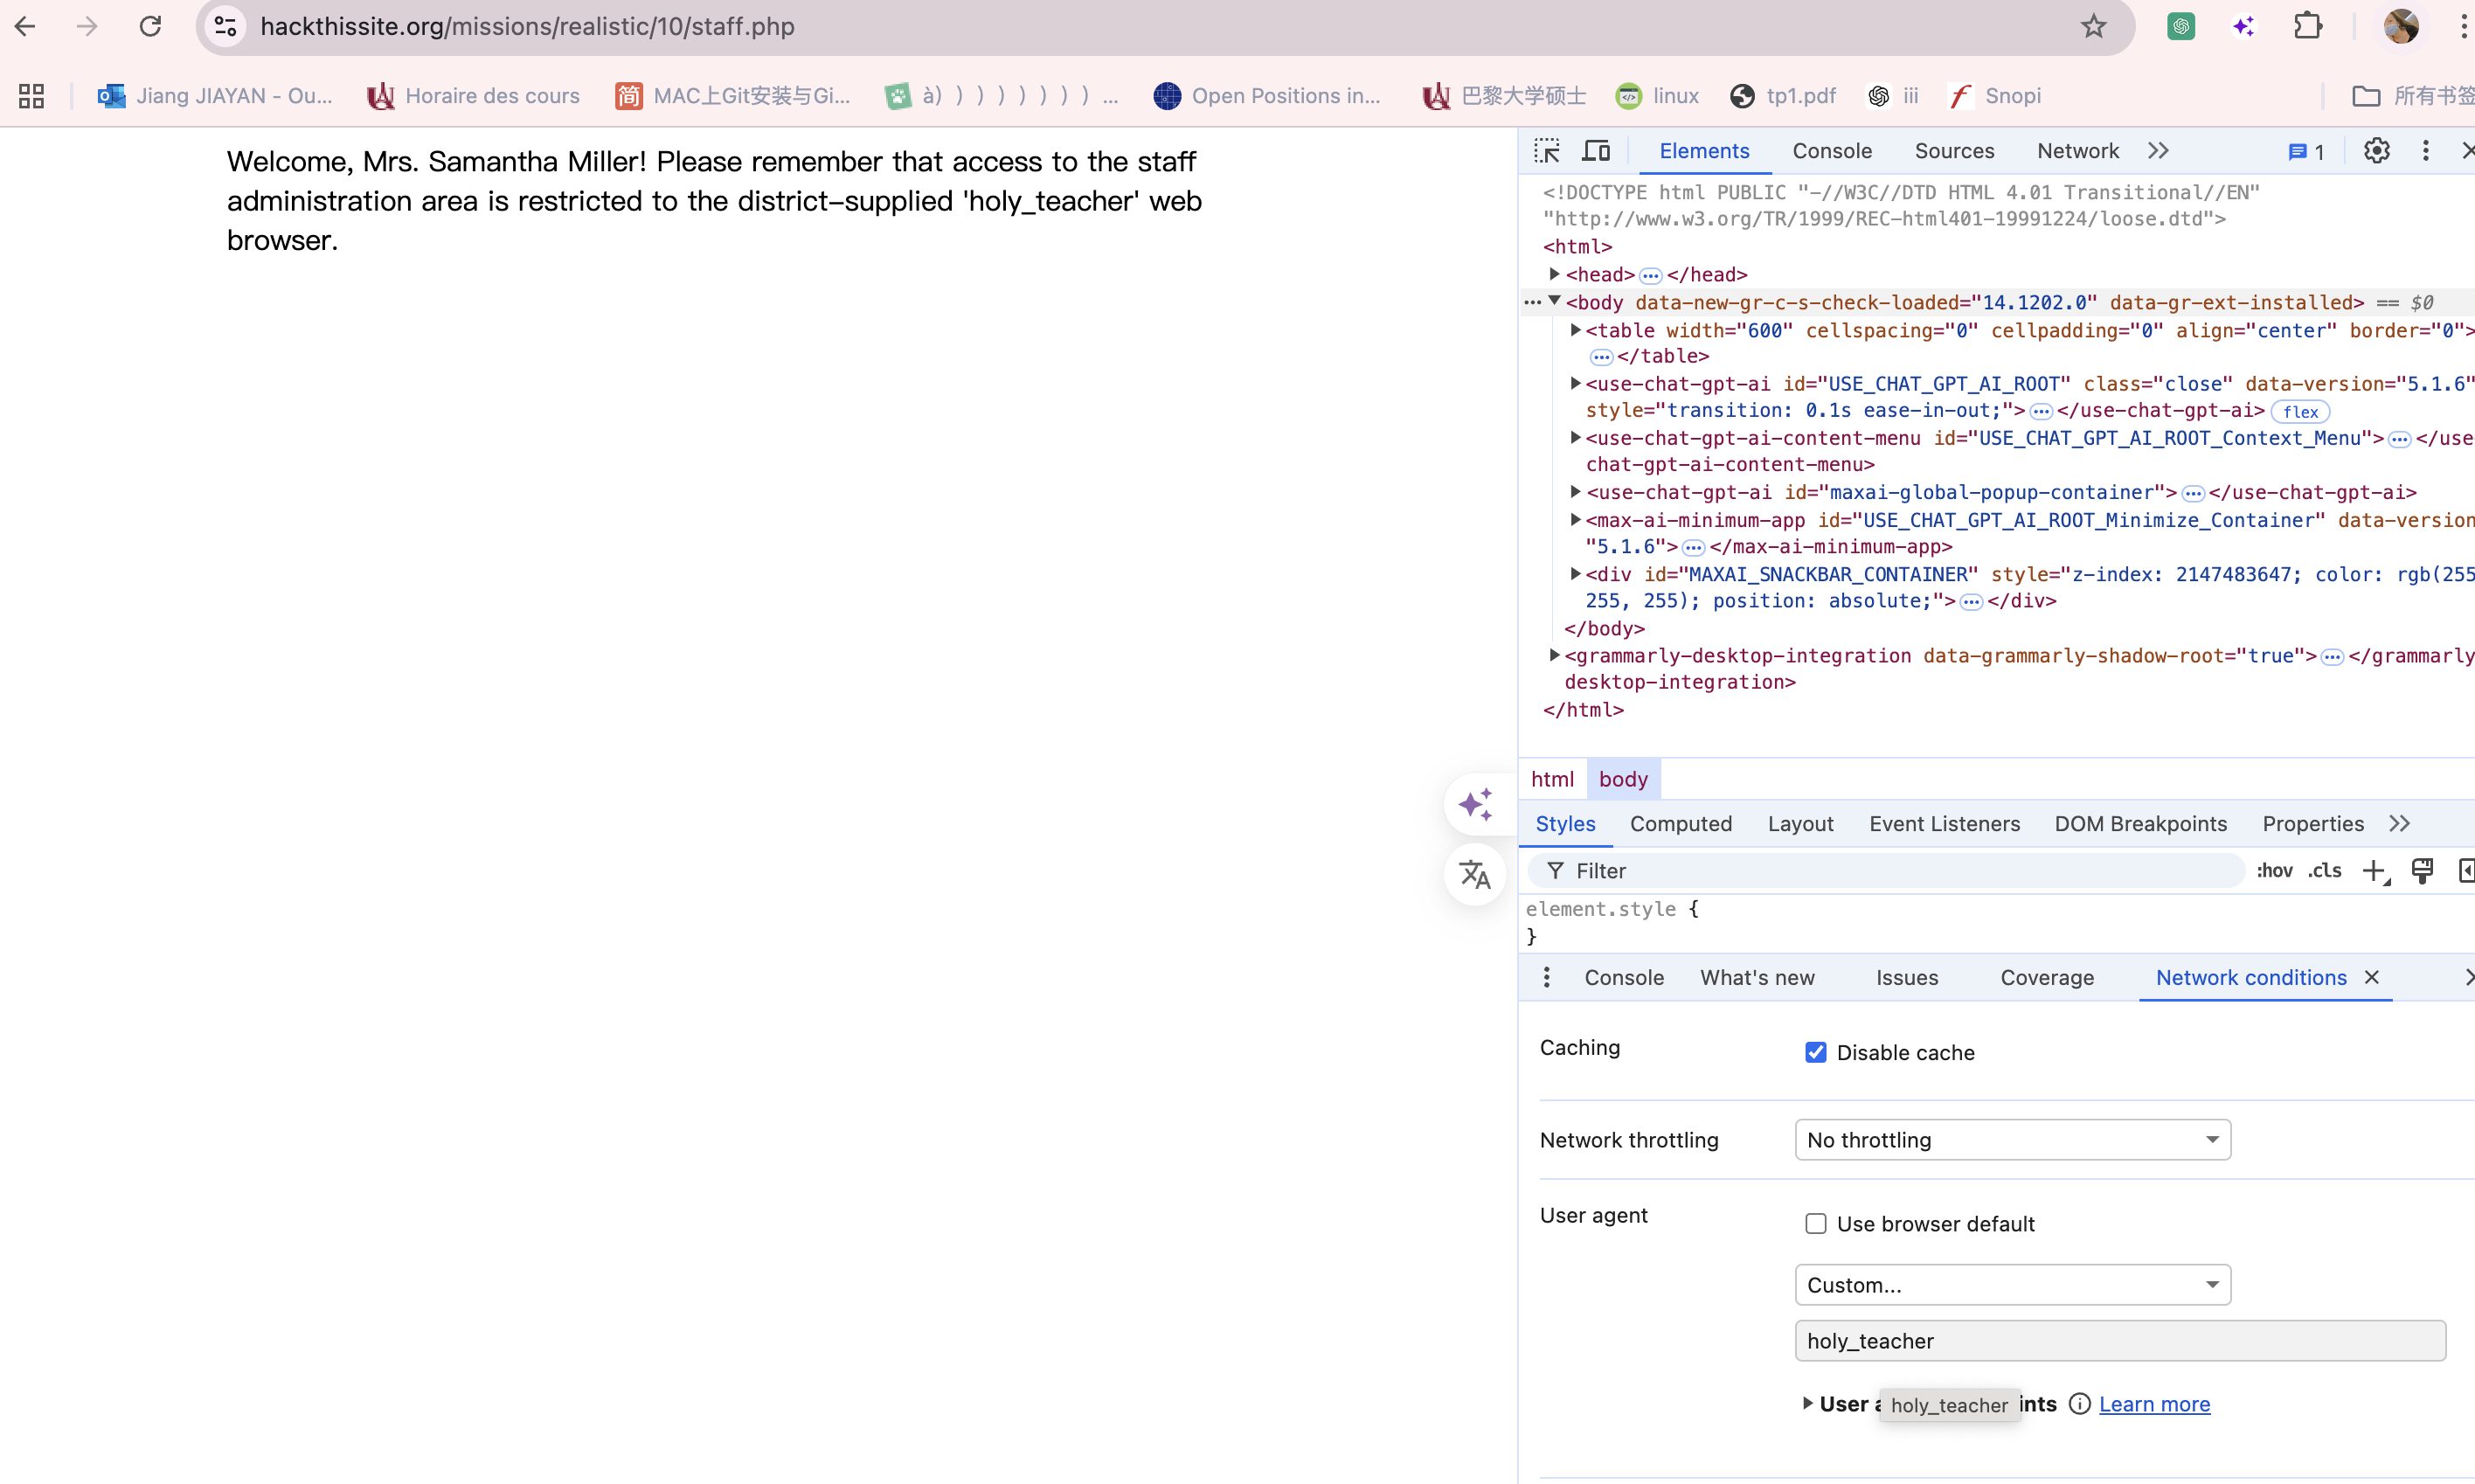 hackthissite.org/missions/realistic/10/staff.php
Jiang JIAYAN - Ou...
Horaire des cours
简 MAC上Git安装与Gi...
à) ) ) ) ) ) ) ) ...
Open Positions in...
巴黎大学硕士
linux
tp1.pdf
iii
Snopi
所有书签
Welcome, Mrs. Samantha Miller! Please remember that access to the staff
administration area is restricted to the district-supplied 'holy_teacher' web
browser.
Elements Console Sources Network 1
<!DOCTYPE html PUBLIC "-//W3C//DTD HTML 4.01 Transitional//EN"
"http://www.w3.org/TR/1999/REC-html401-19991224/loose.dtd">
<html>
<head> ... </head>
... <body data-new-gr-c-s-check-loaded="14.1202.0" data-gr-ext-installed> == $0
<table width="600" cellspacing="0" cellpadding="0" align="center" border="0">
... </table>
<use-chat-gpt-ai id="USE_CHAT_GPT_AI_ROOT" class="close" data-version="5.1.6"
style="transition: 0.1s ease-in-out;"> ... </use-chat-gpt-ai> flex
<use-chat-gpt-ai-content-menu id="USE_CHAT_GPT_AI_ROOT_Context_Menu"> ... </use
chat-gpt-ai-content-menu>
<use-chat-gpt-ai id="maxai-global-popup-container"> ... </use-chat-gpt-ai>
<max-ai-minimum-app id="USE_CHAT_GPT_AI_ROOT_Minimize_Container" data-version
"5.1.6"> ... </max-ai-minimum-app>
<div id="MAXAI_SNACKBAR_CONTAINER" style="z-index: 2147483647; color: rgb(255
255, 255); position: absolute;"> ... </div>
</body>
<grammarly-desktop-integration data-grammarly-shadow-root="true"> ... </grammarly
desktop-integration>
</html>
html body
Styles Computed Layout Event Listeners DOM Breakpoints Properties
Filter :hov .cls
element.style {
}
Console What's new Issues Coverage Network conditions
Caching
Disable cache
Network throttling
No throttling
User agent
Use browser default
Custom...
holy_teacher
User a
holy_teacher
ints
Learn more